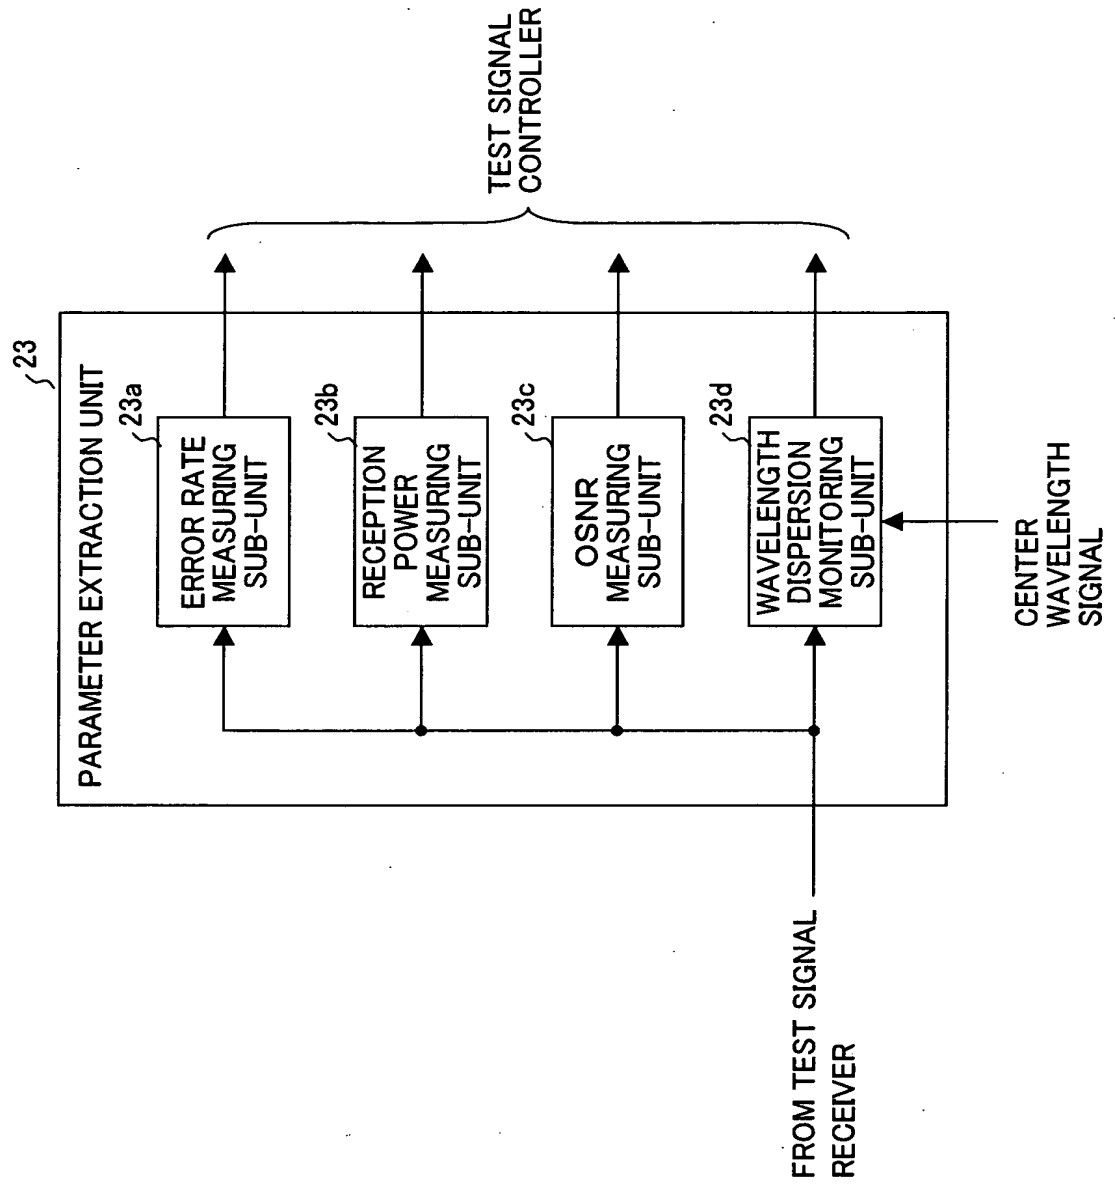 23
PARAMETER EXTRACTION UNIT
23a
ERROR RATE
MEASURING
SUB-UNIT
23b
RECEPTION
POWER
MEASURING
SUB-UNIT
23c
OSNR
MEASURING
SUB-UNIT
23d
WAVELENGTH
DISPERSION
MONITORING
SUB-UNIT
TEST SIGNAL
CONTROLLER
FROM TEST SIGNAL
RECEIVER
CENTER
WAVELENGTH
SIGNAL